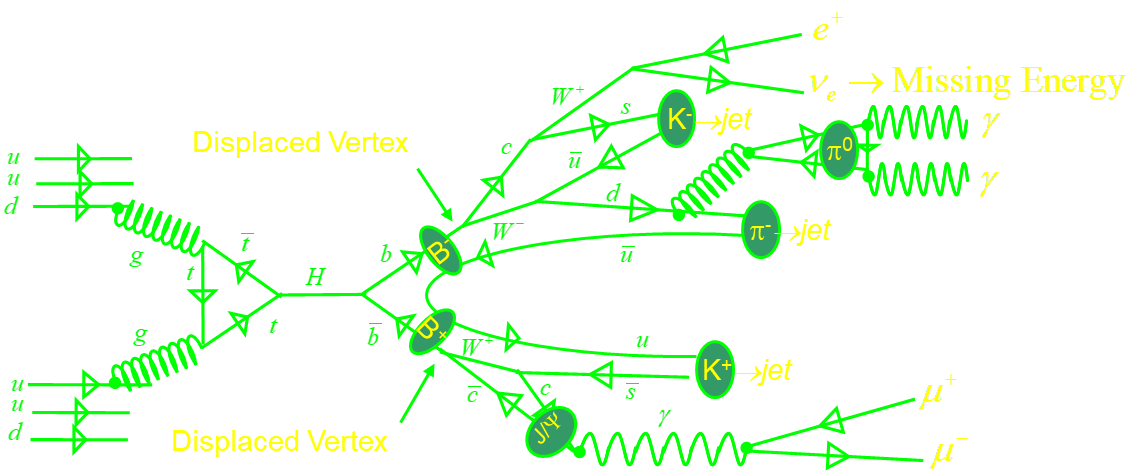 e⁺
νₑ → Missing Energy
W⁺
s
K⁻ →jet
Displaced Vertex
c
u̅
π⁰
γ
γ
u
u
d
d
W⁻
π⁻ →jet
u̅
g
t̅
t
H
b
B⁻
t
g
b̅
B₊
W⁺
u
K⁺ →jet
s̅
c̅
c
J/Ψ
γ
μ⁺
μ⁻
u
u
d
Displaced Vertex